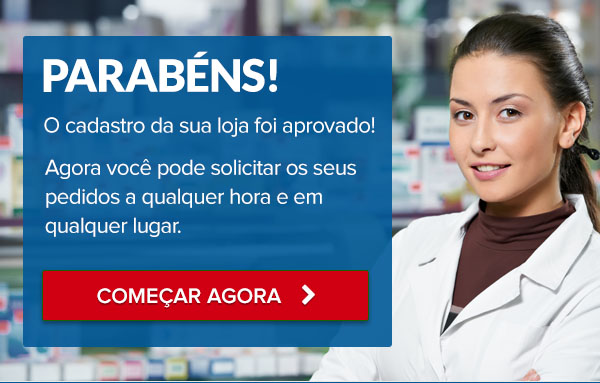 PARABÉNS!
O cadastro da sua loja foi aprovado!
Agora você pode solicitar os seus
pedidos a qualquer hora e em
qualquer lugar.
COMEÇAR AGORA